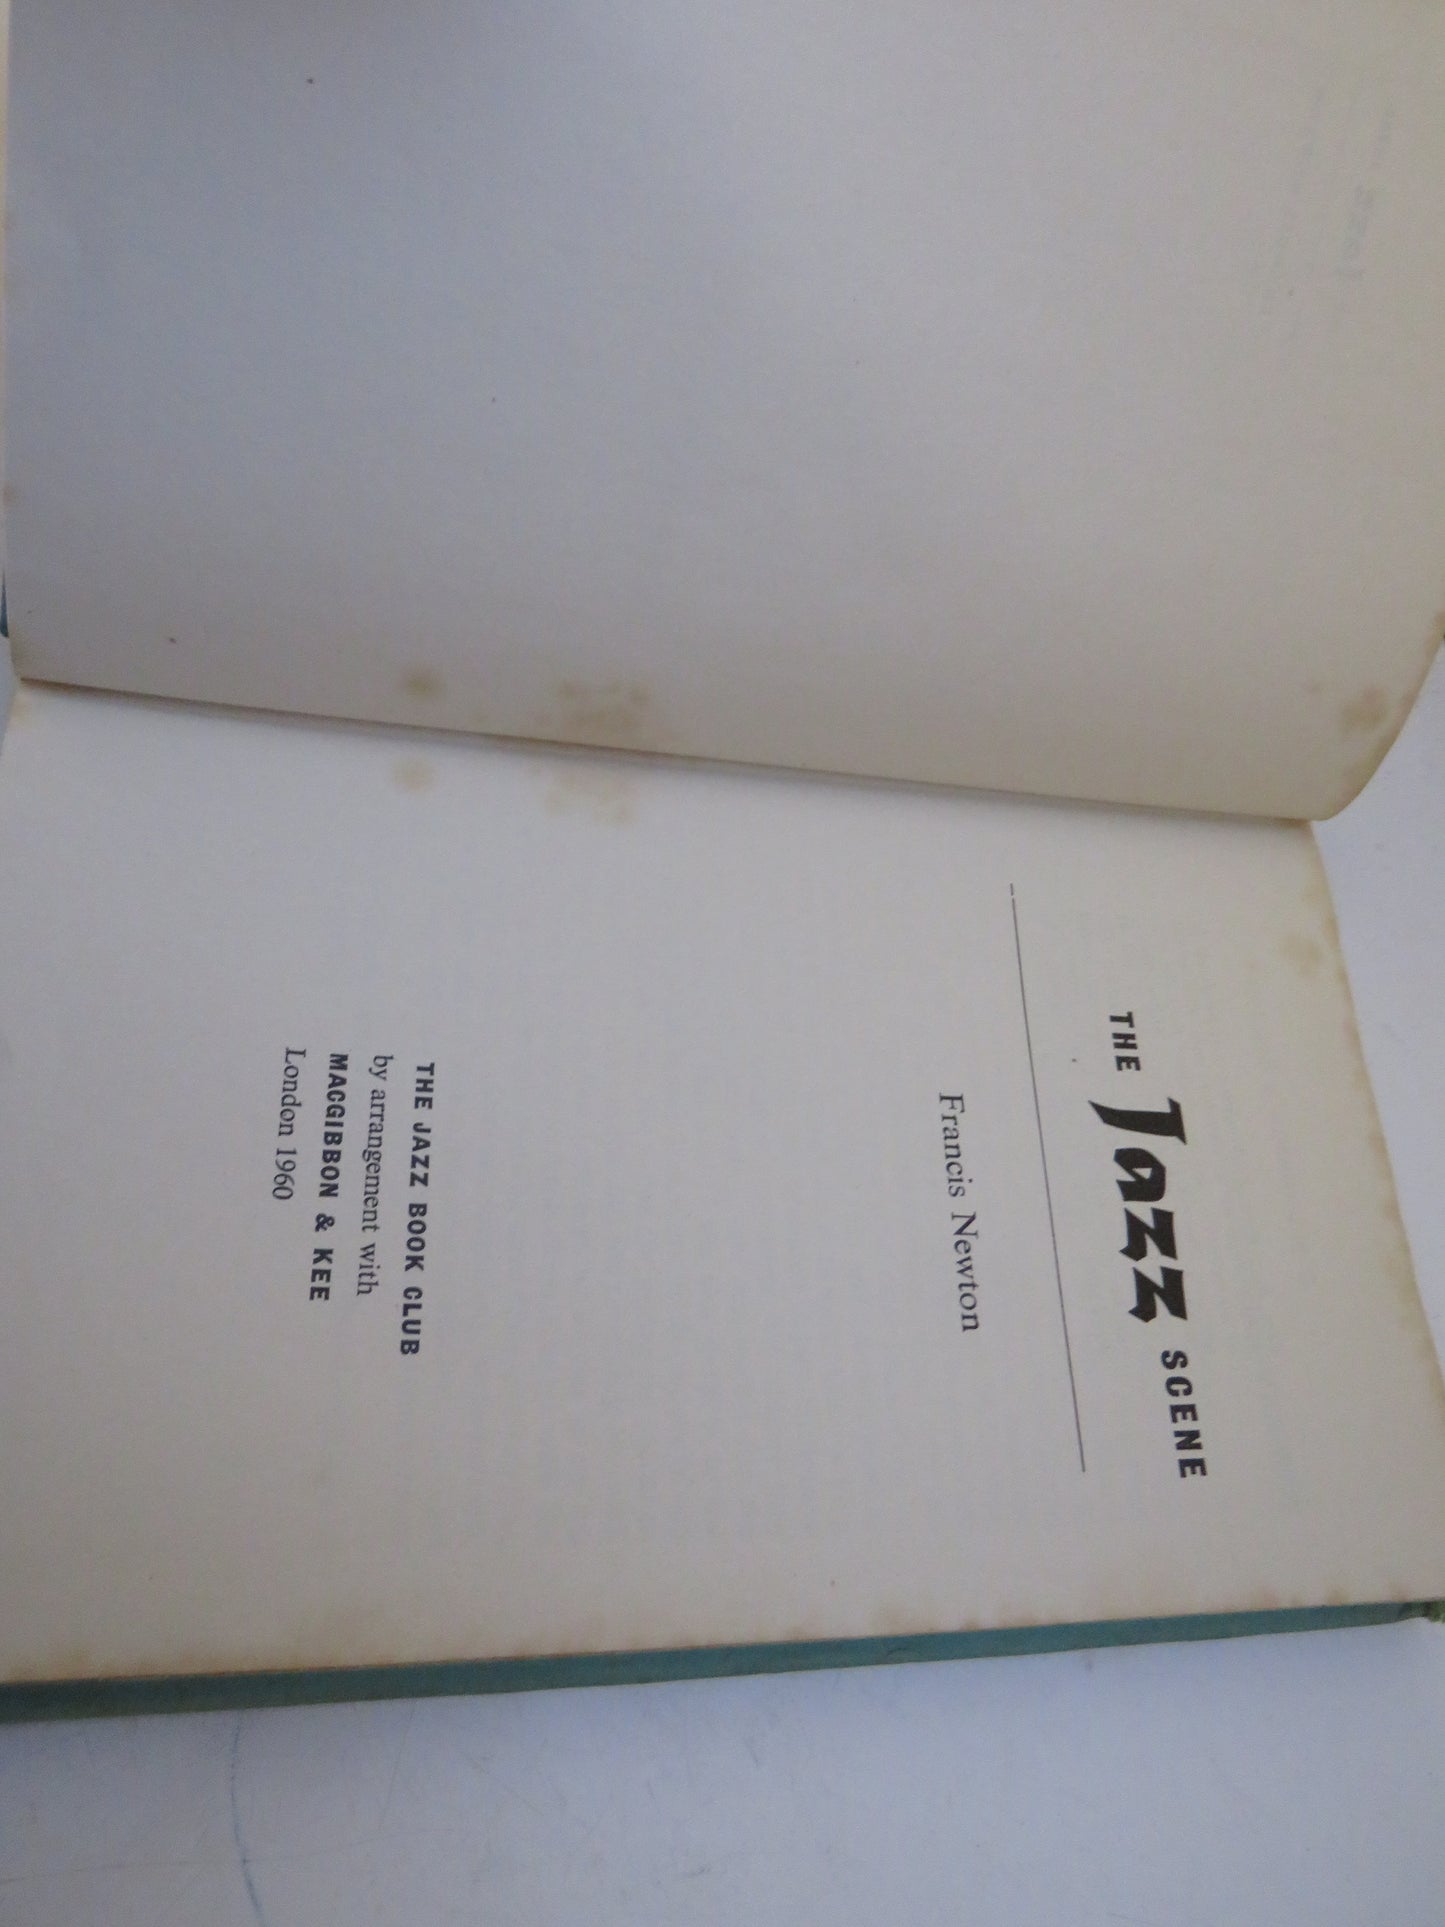 THE Jazz SCENE
Francis Newton
THE JAZZ BOOK CLUB
by arrangement with
MACGIBBON & KEE
London 1960